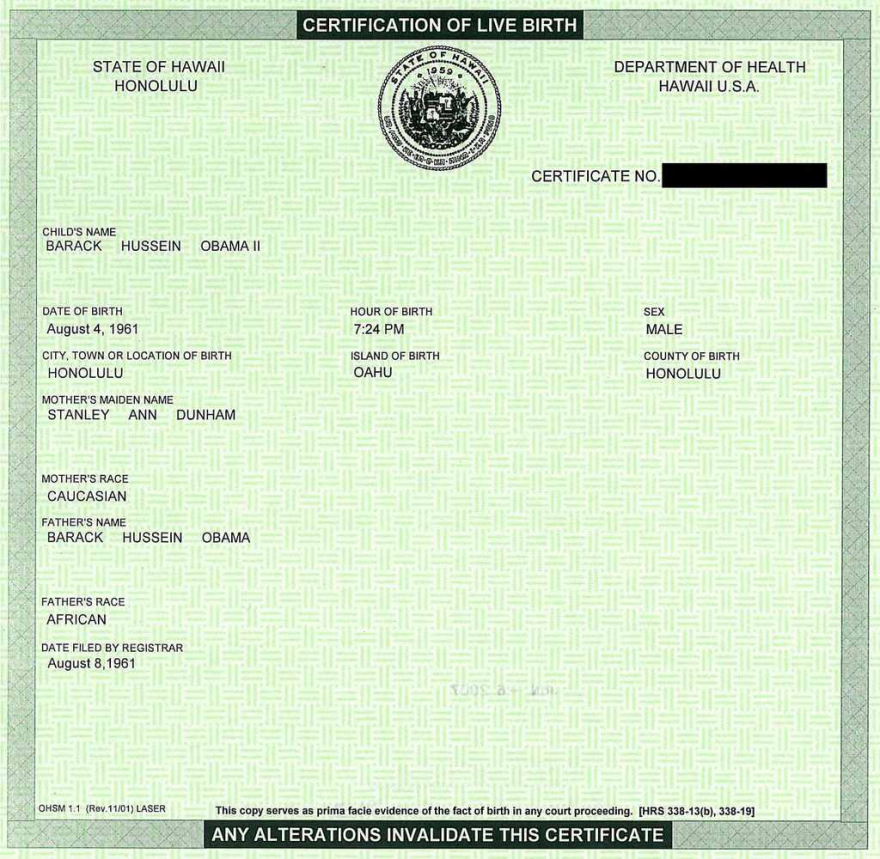 CERTIFICATION OF LIVE BIRTH
STATE OF HAWAII
HONOLULU
STATE OF HAWAII
1959
DEPARTMENT OF HEALTH
HAWAII U.S.A.
CERTIFICATE NO.
CHILD'S NAME
BARACK HUSSEIN OBAMA II
DATE OF BIRTH HOUR OF BIRTH SEX
August 4, 1961 7:24 PM MALE
CITY, TOWN OR LOCATION OF BIRTH ISLAND OF BIRTH COUNTY OF BIRTH
HONOLULU OAHU HONOLULU
MOTHER'S MAIDEN NAME
STANLEY ANN DUNHAM
MOTHER'S RACE
CAUCASIAN
FATHER'S NAME
BARACK HUSSEIN OBAMA
FATHER'S RACE
AFRICAN
DATE FILED BY REGISTRAR
August 8,1961
JUN - 6 2007
OHSM 1.1 (Rev.11/01) LASER This copy serves as prima facie evidence of the fact of birth in any court proceeding. [HRS 338-13(b), 338-19]
ANY ALTERATIONS INVALIDATE THIS CERTIFICATE